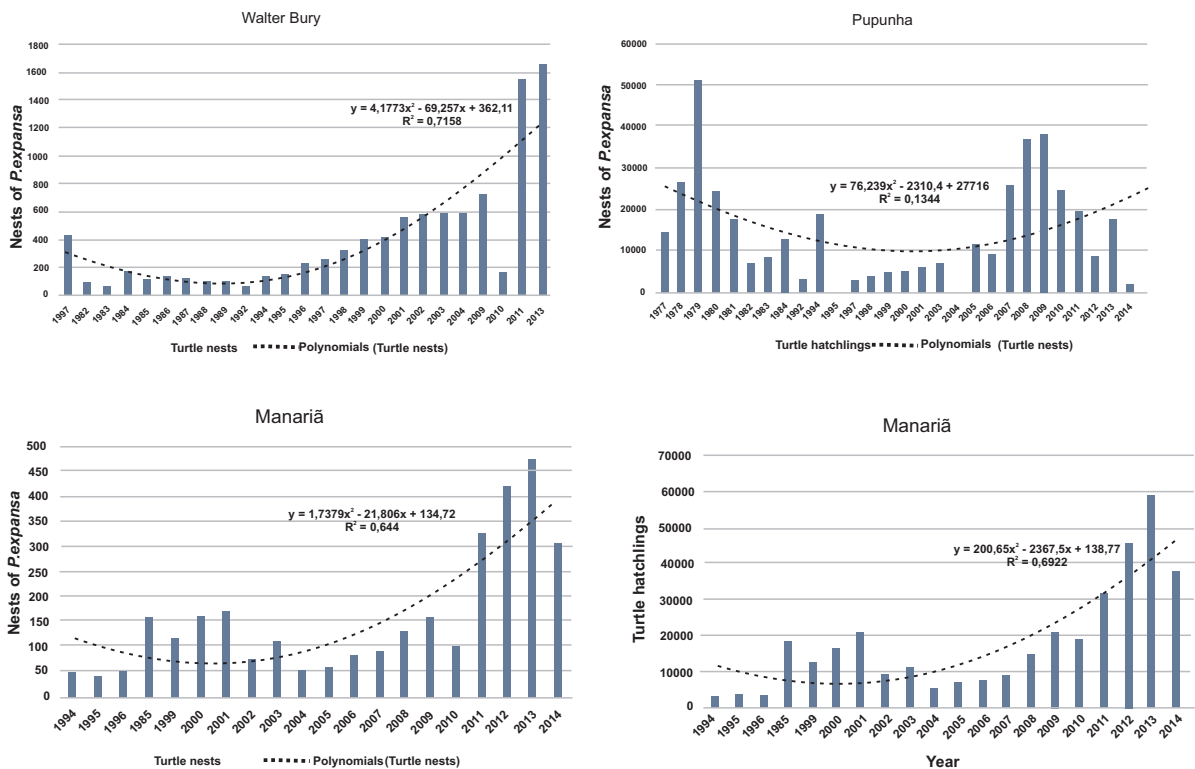 Walter Bury
Nests of P.expansa
1800
1600
1400
1200
1000
800
600
400
200
0
y = 4,1773x² - 69,257x + 362,11
R² = 0,7158
1997 1982 1983 1984 1985 1986 1987 1988 1989 1992 1994 1995 1996 1997 1998 1999 2000 2001 2002 2003 2004 2009 2010 2011 2013
Turtle nests Polynomials (Turtle nests)
Pupunha
Nests of P.expansa
60000
50000
40000
30000
20000
10000
0
y = 76,239x² - 2310,4 + 27716
R² = 0,1344
1977 1978 1979 1980 1981 1982 1983 1984 1992 1994 1995 1997 1998 1999 2000 2001 2003 2004 2005 2006 2007 2008 2009 2010 2011 2012 2013 2014
Turtle hatchlings Polynomials (Turtle nests)
Manariã
Nests of P.expansa
500
450
400
350
300
250
200
150
100
50
0
y = 1,7379x² - 21,806x + 134,72
R² = 0,644
1994 1995 1996 1985 1999 2000 2001 2002 2003 2004 2005 2006 2007 2008 2009 2010 2011 2012 2013 2014
Turtle nests Polynomials(Turtle nests)
Manariã
Turtle hatchlings
70000
60000
50000
40000
30000
20000
10000
0
y = 200,65x² - 2367,5x + 138,77
R² = 0,6922
1994 1995 1996 1985 1999 2000 2001 2002 2003 2004 2005 2006 2007 2008 2009 2010 2011 2012 2013 2014
Year